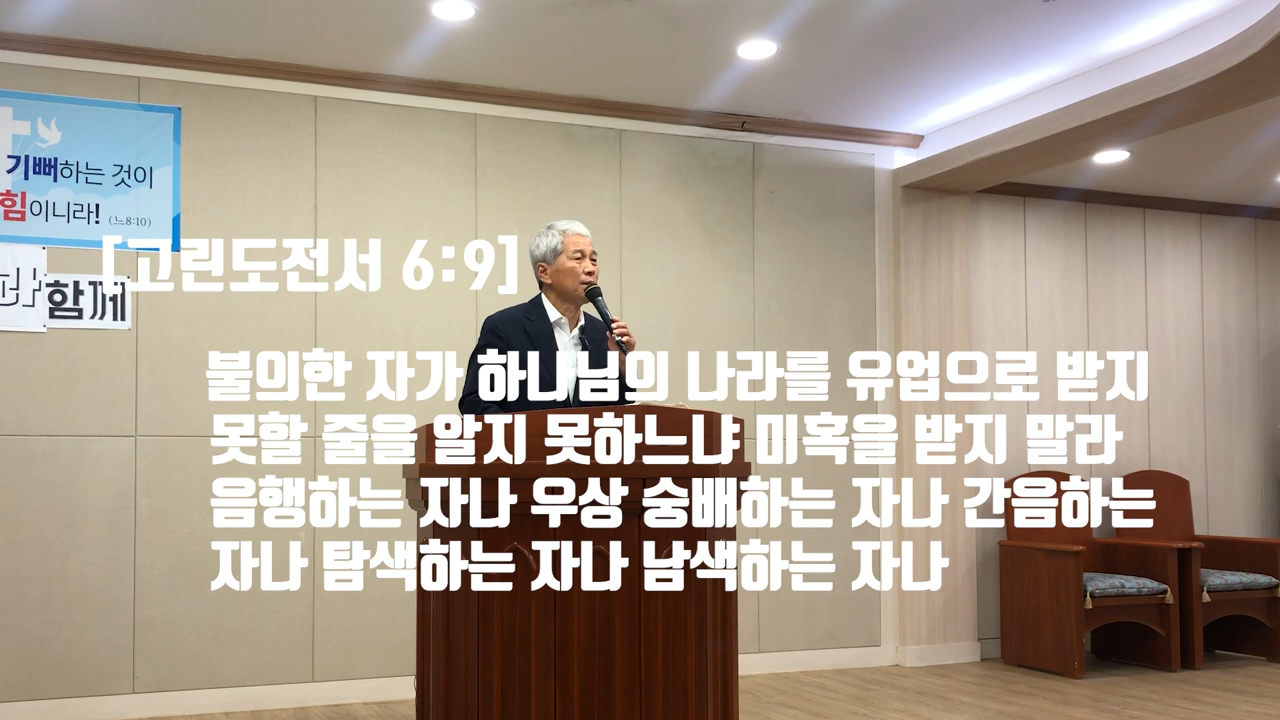 기뻐하는 것이
힘이니라! (느8:10)
함께
[고린도전서 6:9]
불의한 자가 하나님의 나라를 유업으로 받지
못할 줄을 알지 못하느냐 미혹을 받지 말라
음행하는 자나 우상 숭배하는 자나 간음하는
자나 탐색하는 자나 남색하는 자나